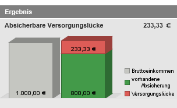 Ergebnis
Absicherbare Versorgungslücke 233,33 €
233,33 €
1 000,00 €
800,00 €
Bruttoeinkommen
vorhandene
Absicherung
Versorgungslücke